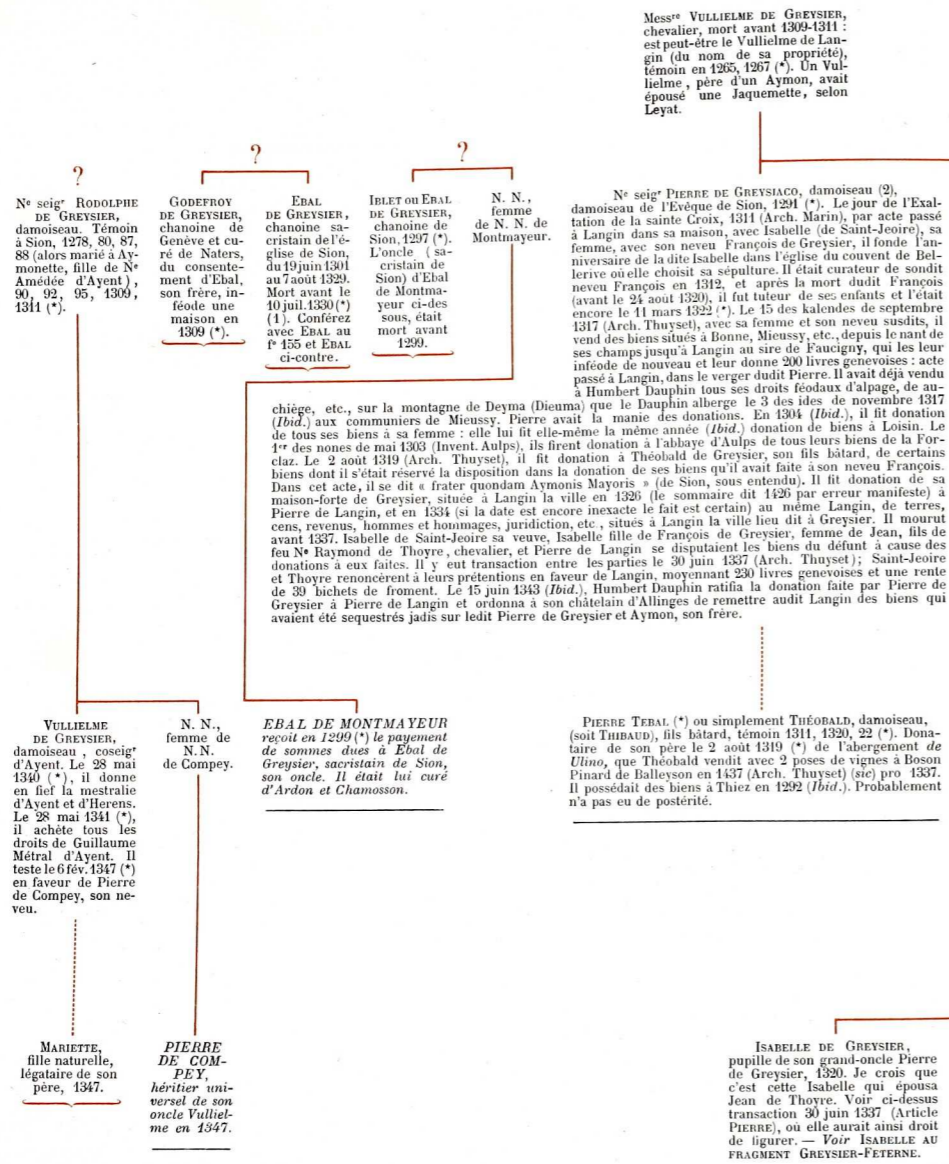 Messʳᵉ VULLIELME DE GREYSIER,
chevalier, mort avant 1309-1311 :
est peut-être le Vullielme de Lan-
gin (du nom de sa propriété),
témoin en 1265, 1267 (*). Un Vul-
lielme, père d'un Aymon, avait
épousé une Jaquemette, selon
Leyat.
?
Nᵉ seigʳ RODOLPHE
DE GREYSIER,
damoiseau. Témoin
à Sion, 1278, 80, 87,
88 (alors marié à Ay-
monette, fille de Nᵉ
Amédée d'Ayent),
90, 92, 95, 1309,
1311 (*).
?
GODEFROY
DE GREYSIER,
chanoine de
Genève et cu-
ré de Naters,
du consente-
ment d'Ebal,
son frère, in-
féode une
maison en
1309 (*).
EBAL
DE GREYSIER,
chanoine sa-
cristain de l'é-
glise de Sion,
du 19 juin 1301
au 7 août 1329.
Mort avant le
10 juil. 1330 (*)
(1). Conférez
avec EBAL au
fº 155 et EBAL
ci-contre.
?
IBLET OU EBAL
DE GREYSIER,
chanoine de
Sion, 1297 (*).
L'oncle (sa-
cristain de
Sion) d'Ebal
de Montma-
yeur ci-des-
sous, était
mort avant
1299.
N. N.,
femme
de N. N. de
Montmayeur.
Nᵉ seigʳ PIERRE DE GREYSIACO, damoiseau (2),
damoiseau de l'Evêque de Sion, 1291 (*). Le jour de l'Exal-
tation de la sainte Croix, 1311 (Arch. Marin), par acte passé
à Langin dans sa maison, avec Isabelle (de Saint-Jeoire), sa
femme, avec son neveu François de Greysier, il fonde l'an-
niversaire de la dite Isabelle dans l'église du couvent de Bel-
lerive où elle choisit sa sépulture. Il était curateur de sondit
neveu François en 1312, et après la mort dudit François
(avant le 24 août 1320), il fut tuteur de ses enfants et l'était
encore le 11 mars 1322 (*). Le 15 des kalendes de septembre
1317 (Arch. Thuyset), avec sa femme et son neveu susdits, il
vend des biens situés à Bonne, Mieussy, etc., depuis le nant de
ses champs jusqu'à Langin au sire de Faucigny, qui les leur
inféode de nouveau et leur donne 200 livres genevoises : acte
passé à Langin, dans le verger dudit Pierre. Il avait déjà vendu
à Humbert Dauphin tous ses droits féodaux d'alpage, de au-
chiège, etc., sur la montagne de Deyma (Dieuma) que le Dauphin alberge le 3 des ides de novembre 1317
(Ibid.) aux communiers de Mieussy. Pierre avait la manie des donations. En 1304 (Ibid.), il fit donation
de tous ses biens à sa femme : elle lui fit elle-même la même année (Ibid.) donation de biens à Loisin. Le
1ᵉʳ des nones de mai 1303 (Invent. Aulps), ils firent donation à l'abbaye d'Aulps de tous leurs biens de la For-
claz. Le 2 août 1319 (Arch. Thuyset), il fit donation à Théobald de Greysier, son fils bâtard, de certains
biens dont il s'était réservé la disposition dans la donation de ses biens qu'il avait faite à son neveu François.
Dans cet acte, il se dit « frater quondam Aymonis Mayoris » (de Sion, sous entendu). Il fit donation de sa
maison-forte de Greysier, située à Langin la ville en 1326 (le sommaire dit 1426 par erreur manifeste) à
Pierre de Langin, et en 1334 (si la date est encore inexacte le fait est certain) au même Langin, de terres,
cens, revenus, hommes et hommages, juridiction, etc., situés à Langin la ville lieu dit à Greysier. Il mourut
avant 1337. Isabelle de Saint-Jeoire sa veuve, Isabelle fille de François de Greysier, femme de Jean, fils de
feu Nᵉ Raymond de Thoyre, chevalier, et Pierre de Langin se disputaient les biens du défunt à cause des
donations à eux faites. Il y eut transaction entre les parties le 30 juin 1337 (Arch. Thuyset) ; Saint-Jeoire
et Thoyre renoncèrent à leurs prétentions en faveur de Langin, moyennant 230 livres genevoises et une rente
de 39 bichets de froment. Le 15 juin 1343 (Ibid.), Humbert Dauphin ratifia la donation faite par Pierre de
Greysier à Pierre de Langin et ordonna à son châtelain d'Allinges de remettre audit Langin des biens qui
avaient été sequestrés jadis sur ledit Pierre de Greysier et Aymon, son frère.
VULLIELME
DE GREYSIER,
damoiseau, coseigʳ
d'Ayent. Le 28 mai
1340 (*), il donne
en fief la mestralie
d'Ayent et d'Herens.
Le 28 mai 1341 (*),
il achète tous les
droits de Guillaume
Métral d'Ayent. Il
teste le 6 fév. 1347 (*)
en faveur de Pierre
de Compey, son ne-
veu.
N. N.,
femme de
N.N.
de Compey.
EBAL DE MONTMAYEUR
reçoit en 1299 (*) le payement
de sommes dues à Ebal de
Greysier, sacristain de Sion,
son oncle. Il était lui curé
d'Ardon et Chamosson.
PIERRE TEBAL (*) ou simplement THÉOBALD, damoiseau,
(soit THIBAUD), fils bâtard, témoin 1311, 1320, 22 (*). Dona-
taire de son père le 2 août 1319 (*) de l'abergement de
Ulino, que Théobald vendit avec 2 poses de vignes à Boson
Pinard de Balleyson en 1437 (Arch. Thuyset) (sic) pro 1337.
Il possédait des biens à Thiez en 1292 (Ibid.). Probablement
n'a pas eu de postérité.
MARIETTE,
fille naturelle,
légataire de son
père, 1347.
PIERRE
DE COM-
PEY,
héritier uni-
versel de son
oncle Vulliel-
me en 1347.
ISABELLE DE GREYSIER,
pupille de son grand-oncle Pierre
de Greysier, 1320. Je crois que
c'est cette Isabelle qui épousa
Jean de Thoyre. Voir ci-dessus
transaction 30 juin 1337 (Article
PIERRE), où elle aurait ainsi droit
de figurer. — Voir ISABELLE AU
FRAGMENT GREYSIER-FETERNE.